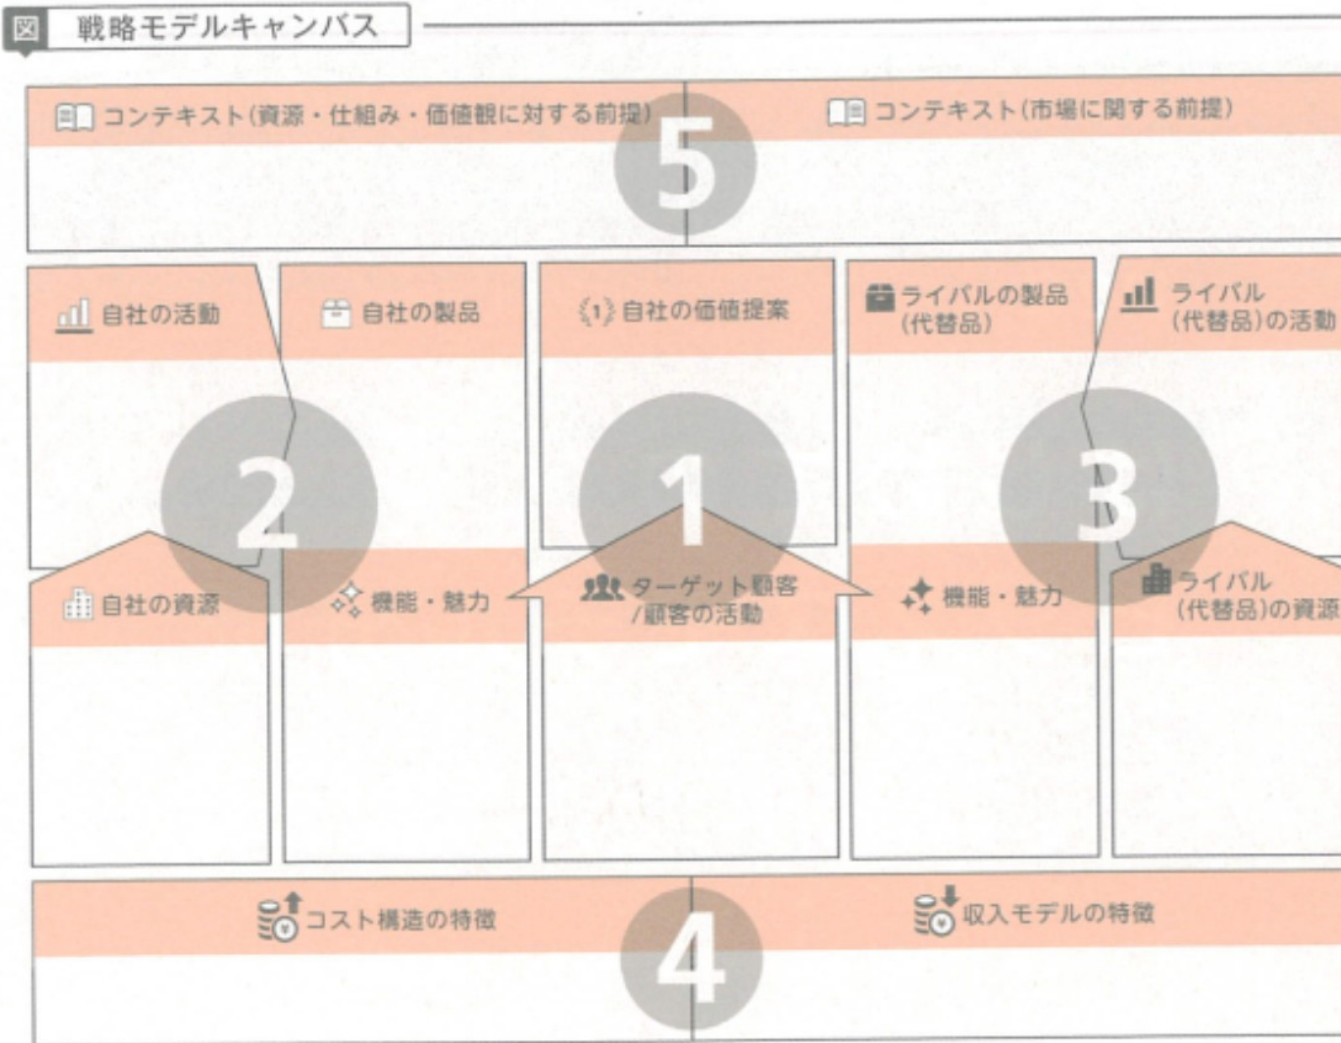 図 戦略モデルキャンバス
コンテキスト(資源・仕組み・価値観に対する前提)
コンテキスト(市場に関する前提)
5
自社の活動
自社の製品
1 自社の価値提案
ライバルの製品
(代替品)
ライバル
(代替品)の活動
2
1
3
自社の資源
機能・魅力
ターゲット顧客
/顧客の活動
機能・魅力
ライバル
(代替品)の資源
¥ コスト構造の特徴
¥ 収入モデルの特徴
4